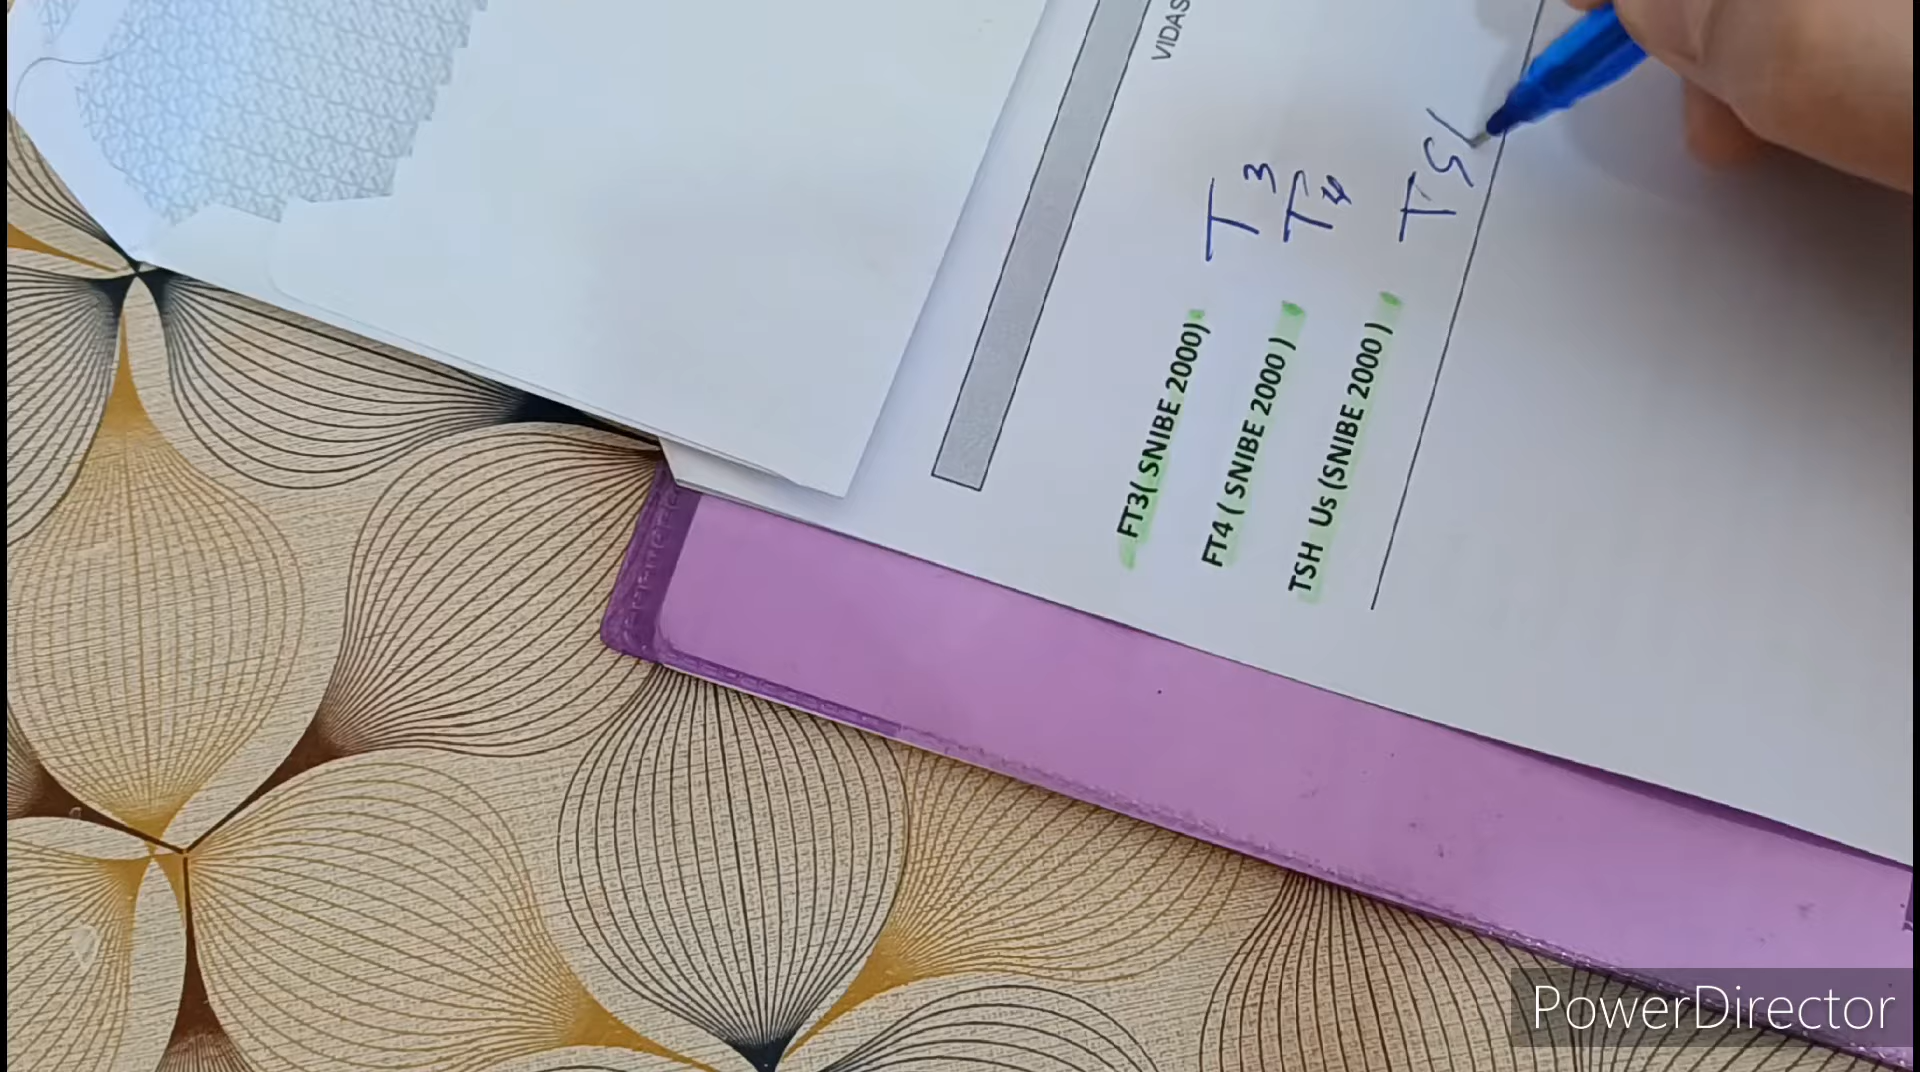 VIDAS
FT3( SNIBE 2000) T3
FT4 ( SNIBE 2000 ) T4
TSH Us (SNIBE 2000 ) TS
PowerDirector